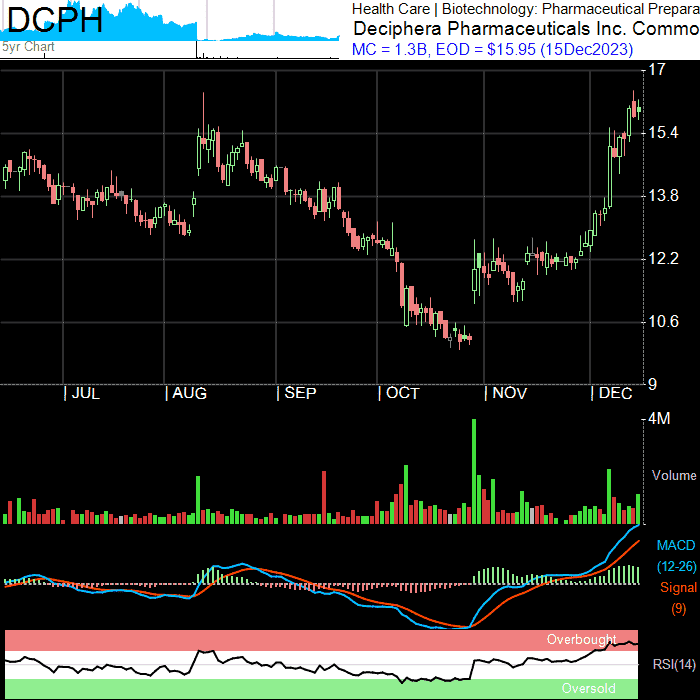 DCPH
5yr Chart
Health Care | Biotechnology: Pharmaceutical Prepara
Deciphera Pharmaceuticals Inc. Commo
MC = 1.3B, EOD = $15.95 (15Dec2023)
17
15.4
13.8
12.2
10.6
9
| JUL | AUG | SEP | OCT | NOV | DEC
4M
Volume
MACD
(12-26)
Signal
(9)
Overbought
RSI(14)
Oversold